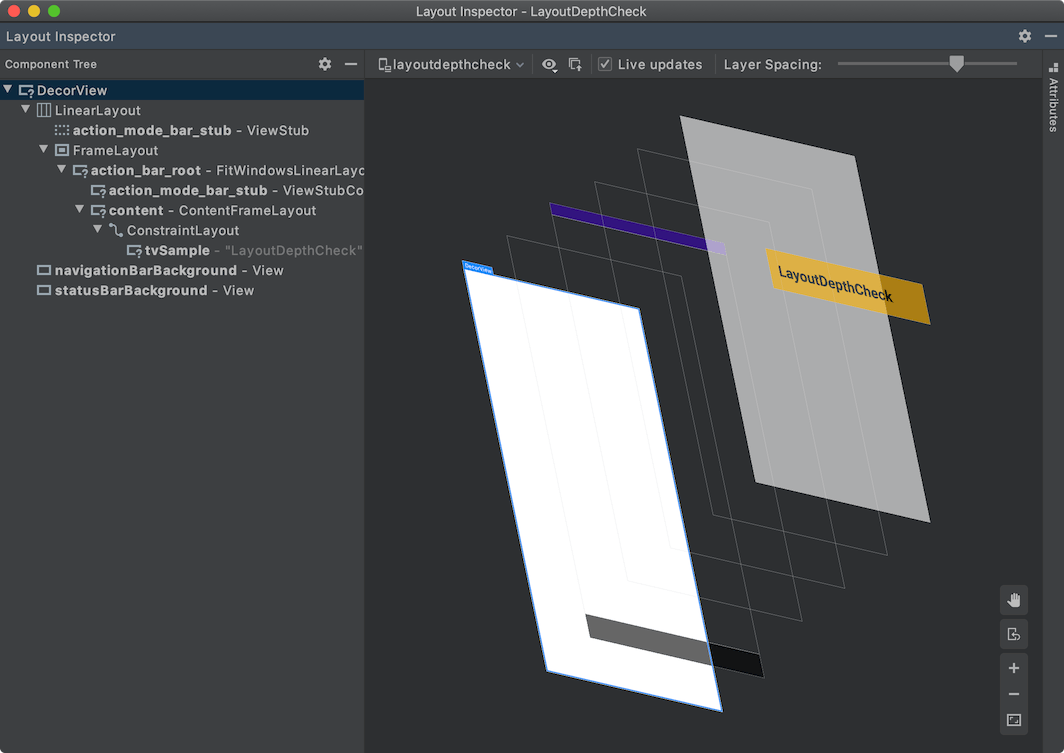 Layout Inspector - LayoutDepthCheck
Layout Inspector
Component Tree
layoutdepthcheck
Live updates
Layer Spacing:
Attributes
DecorView
LinearLayout
action_mode_bar_stub - ViewStub
FrameLayout
action_bar_root - FitWindowsLinearLayo
action_mode_bar_stub - ViewStubCo
content - ContentFrameLayout
ConstraintLayout
tvSample - "LayoutDepthCheck"
navigationBarBackground - View
statusBarBackground - View
DecorView
LayoutDepthCheck